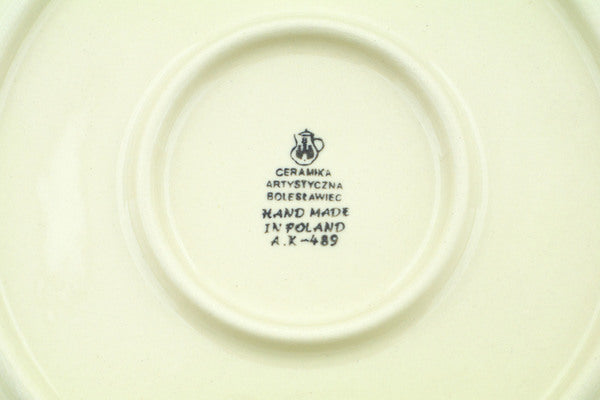 CERAMIKA
ARTYSTYCZNA
BOLESŁAWIEC
HAND MADE
IN POLAND
A.K-489